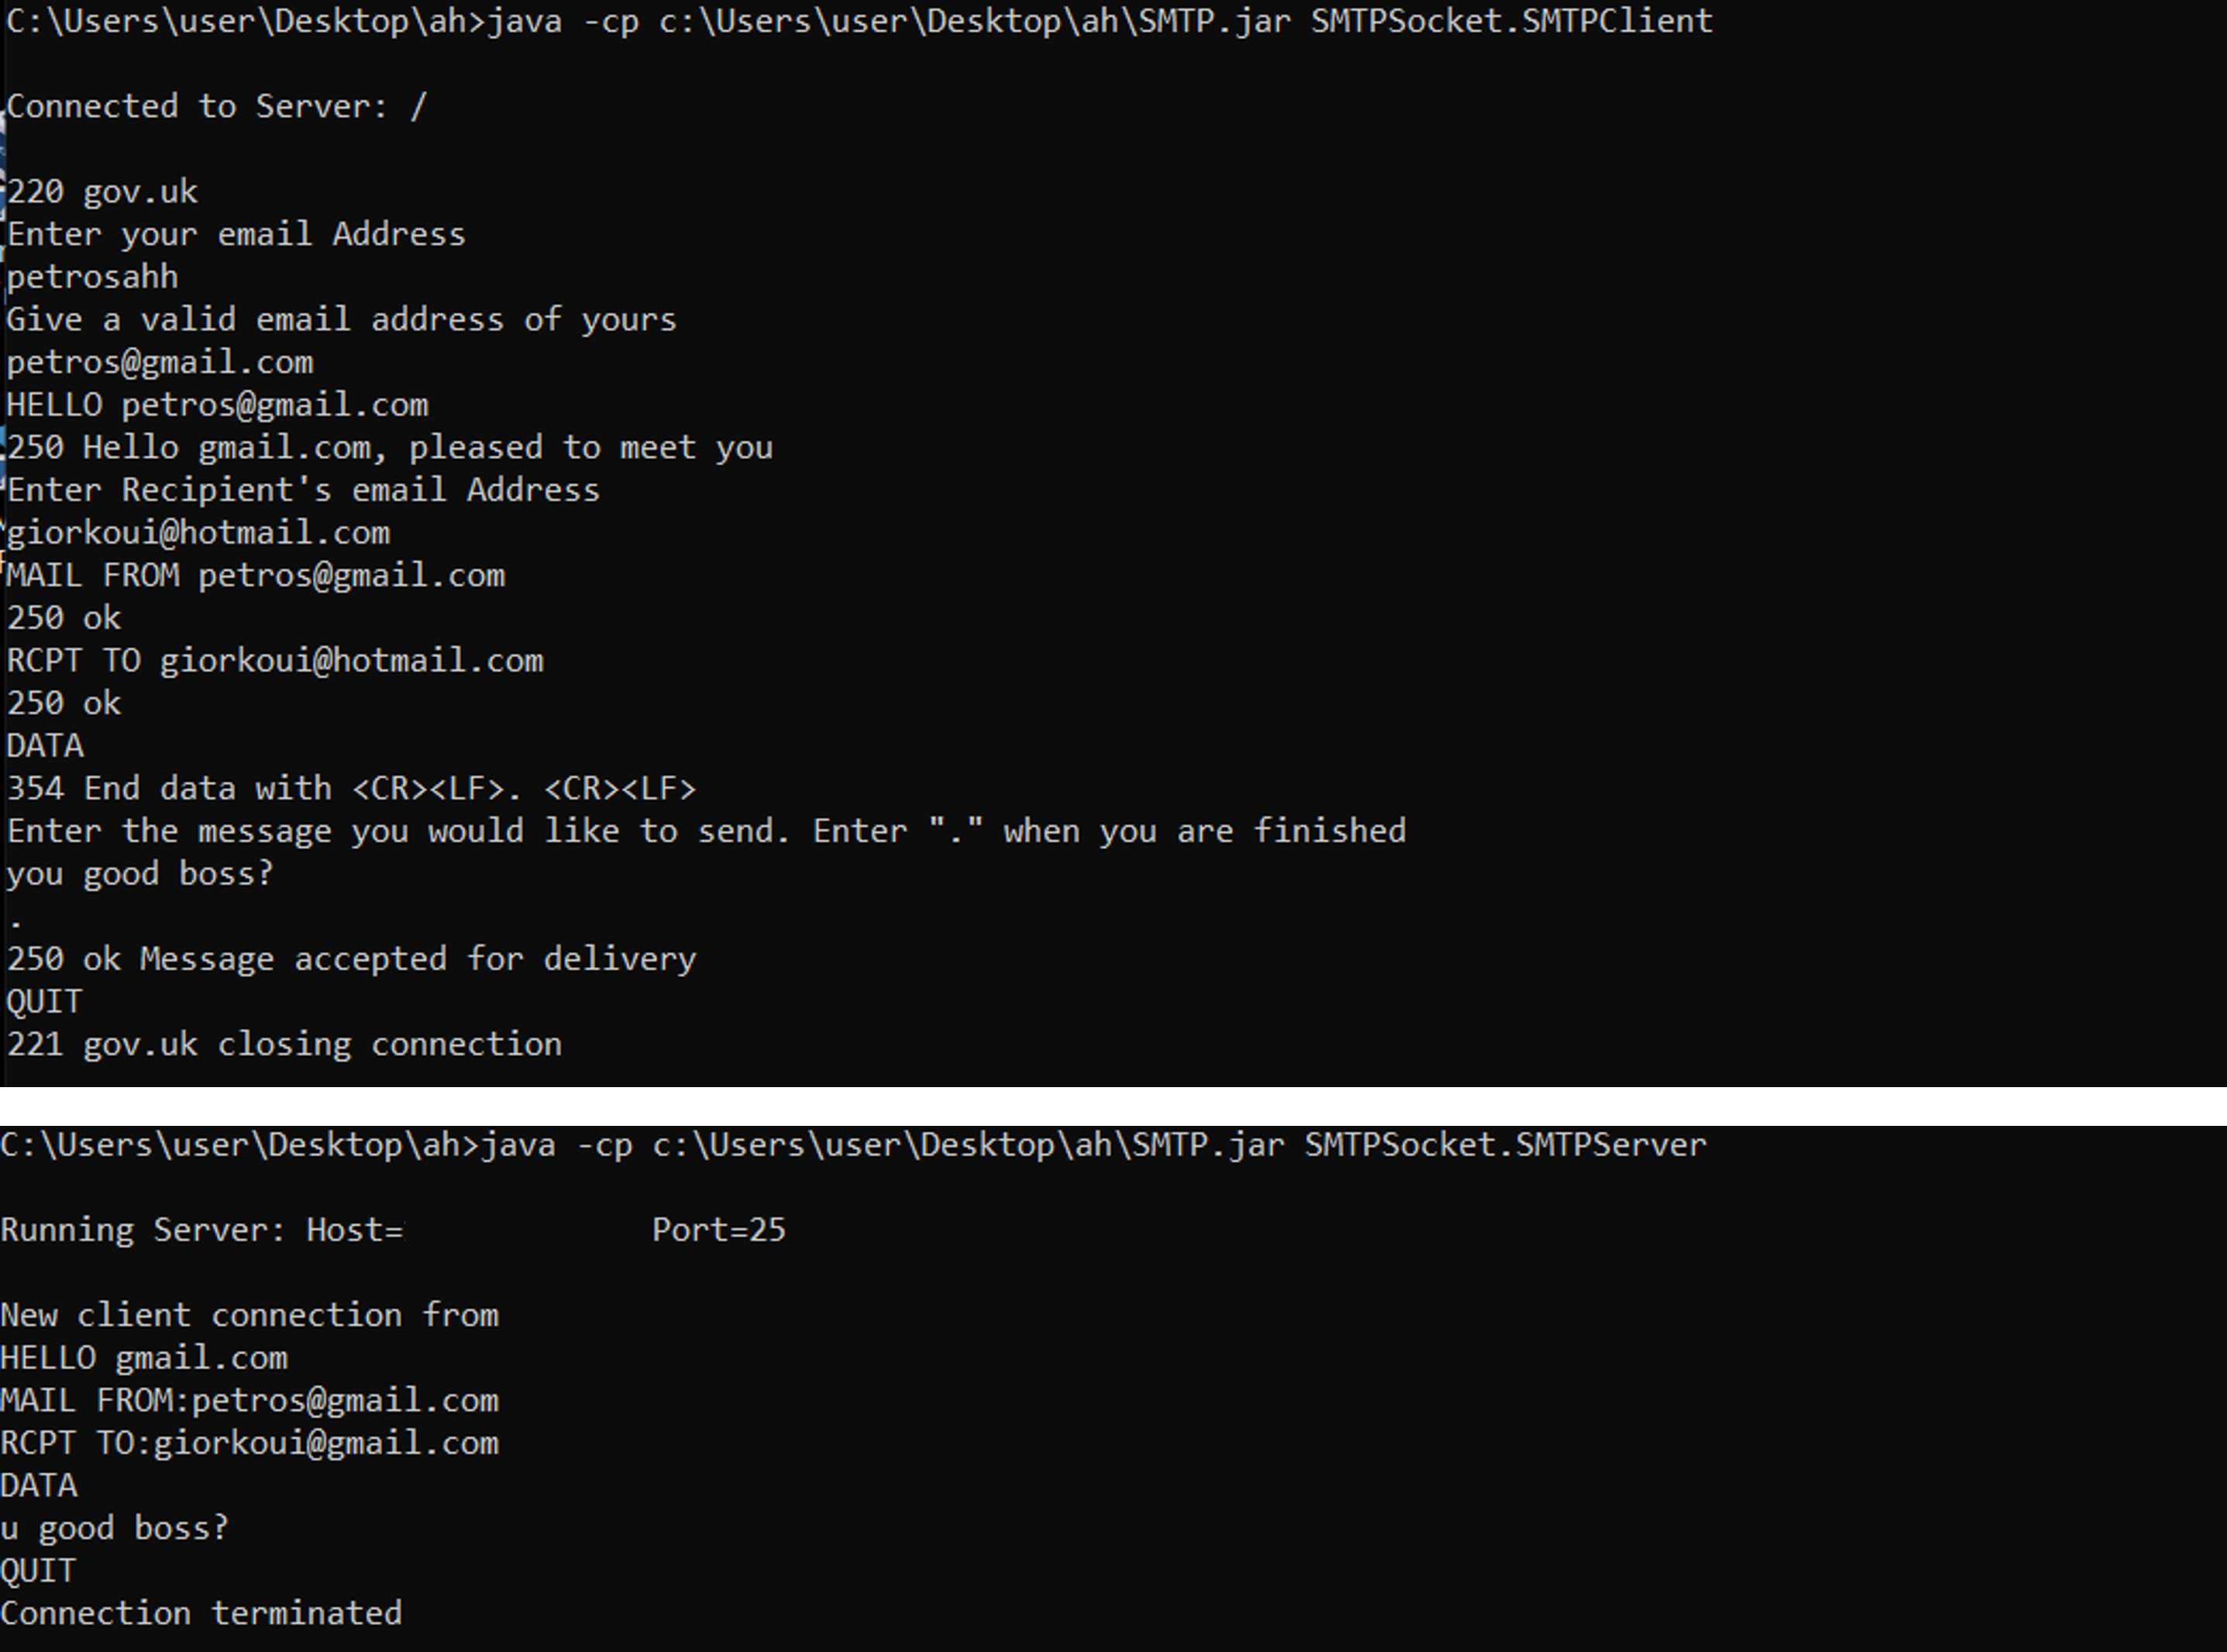 C:\Users\user\Desktop\ah>java -cp c:\Users\user\Desktop\ah\SMTP.jar SMTPSocket.SMTPClient
Connected to Server: /
220 gov.uk
Enter your email Address
petrosahh
Give a valid email address of yours
petros@gmail.com
HELLO petros@gmail.com
250 Hello gmail.com, pleased to meet you
Enter Recipient's email Address
giorkoui@hotmail.com
MAIL FROM petros@gmail.com
250 ok
RCPT TO giorkoui@hotmail.com
250 ok
DATA
354 End data with <CR><LF>. <CR><LF>
Enter the message you would like to send. Enter "." when you are finished
you good boss?
.
250 ok Message accepted for delivery
QUIT
221 gov.uk closing connection
C:\Users\user\Desktop\ah>java -cp c:\Users\user\Desktop\ah\SMTP.jar SMTPSocket.SMTPServer
Running Server: Host= Port=25
New client connection from
HELLO gmail.com
MAIL FROM:petros@gmail.com
RCPT TO:giorkoui@gmail.com
DATA
u good boss?
QUIT
Connection terminated